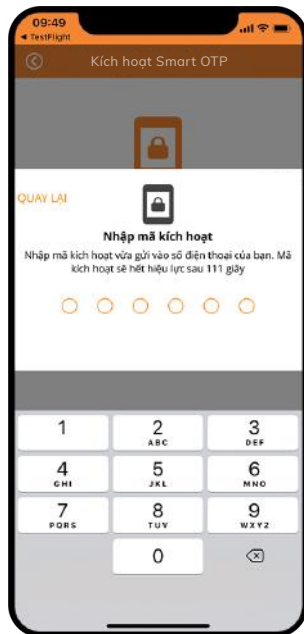 09:49
TestFlight
Kích hoạt Smart OTP
QUAY LẠI
Nhập mã kích hoạt
Nhập mã kích hoạt vừa gửi vào số điện thoại của bạn. Mã
kích hoạt sẽ hết hiệu lực sau 111 giây
1 2 3
ABC DEF
4 5 6
GHI JKL MNO
7 8 9
PQRS TUV WXYZ
0